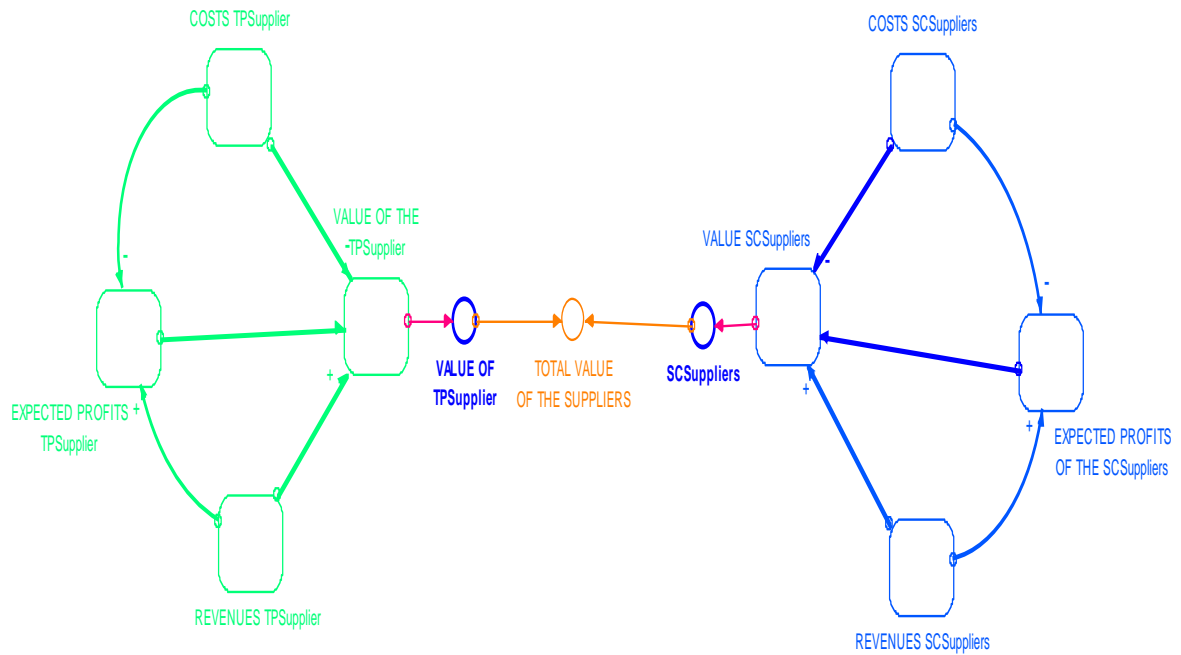 COSTS TPSupplier
COSTS SCSuppliers
VALUE OF THE
-TPSupplier
VALUE SCSuppliers
-
-
-
VALUE OF
TPSupplier
TOTAL VALUE
OF THE SUPPLIERS
SCSuppliers
+
+
EXPECTED PROFITS +
TPSupplier
+
EXPECTED PROFITS
OF THE SCSuppliers
REVENUES TPSupplier
REVENUES SCSuppliers